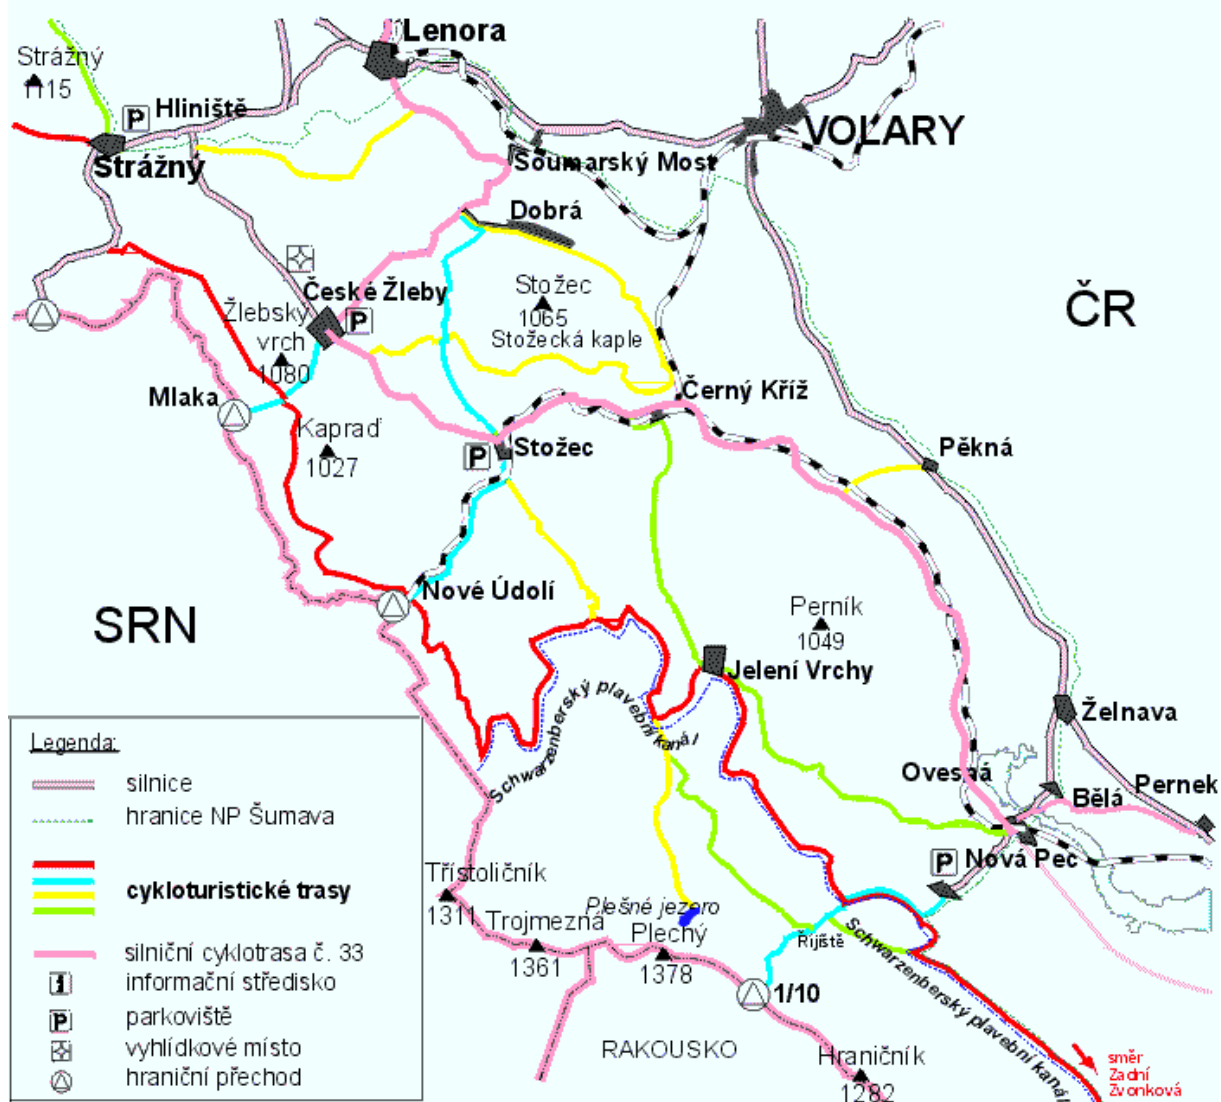 Lenora
Strážný
1115
P
Hliniště
VOLARY
Strážný
Soumarský Most
Dobrá
České Žleby
P
Stožec
1065
Stožecká kaple
ČR
Žlebský
vrch
1080
Mlaka
Černý Kříž
Kapraď
1027
P
Stožec
Pěkná
Nové Údolí
SRN
Perník
1049
Jelení Vrchy
Schwarzenberský plavební kanál
Želnava
Ovesná
Bělá
Pernek
P
Nová Pec
Třístoličník
1311
Trojmezná
1361
Plešné jezero
Plechý
1378
Říjiště
Schwarzenberský plavební kanál
1/10
RAKOUSKO
Hraničník
1282
směr
Zadní
Zvonková
Legenda:
silnice
hranice NP Šumava
cykloturistické trasy
silniční cyklotrasa č. 33
i
informační středisko
P
parkoviště
vyhlídkové místo
hraniční přechod